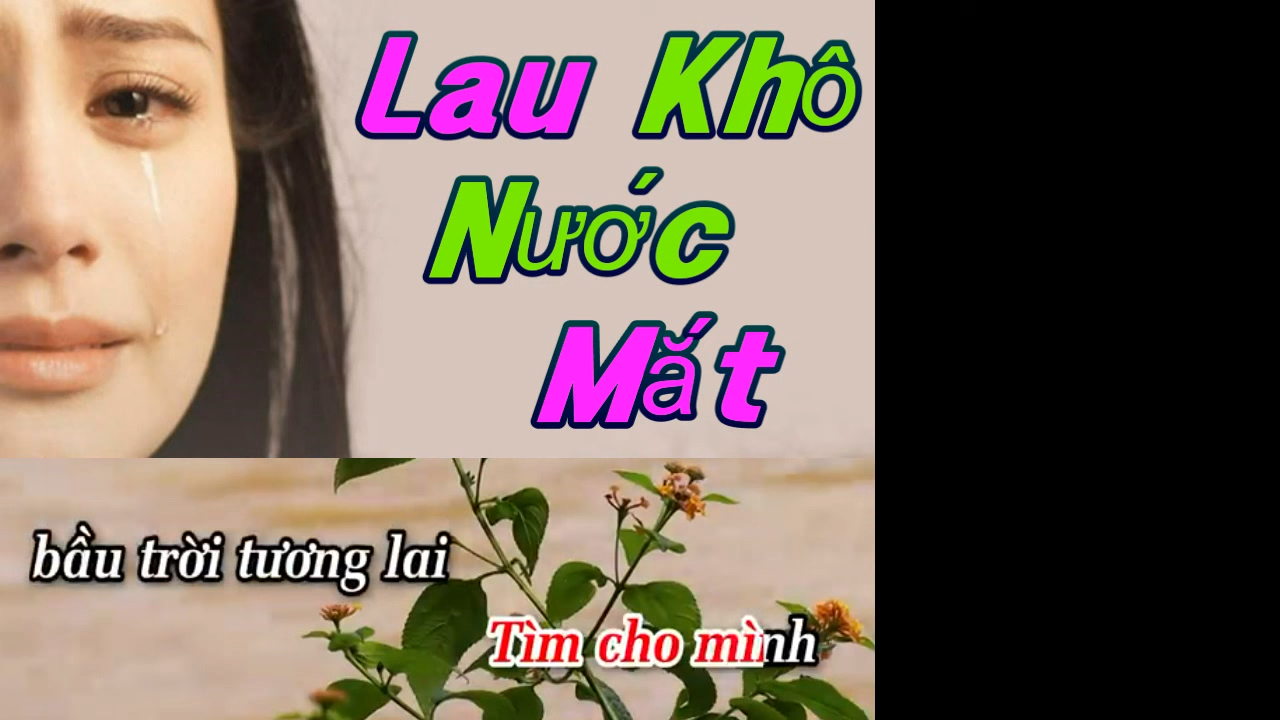 Lau Khô
Nước
Mắt
bầu trời tương lai
Tìm cho mình